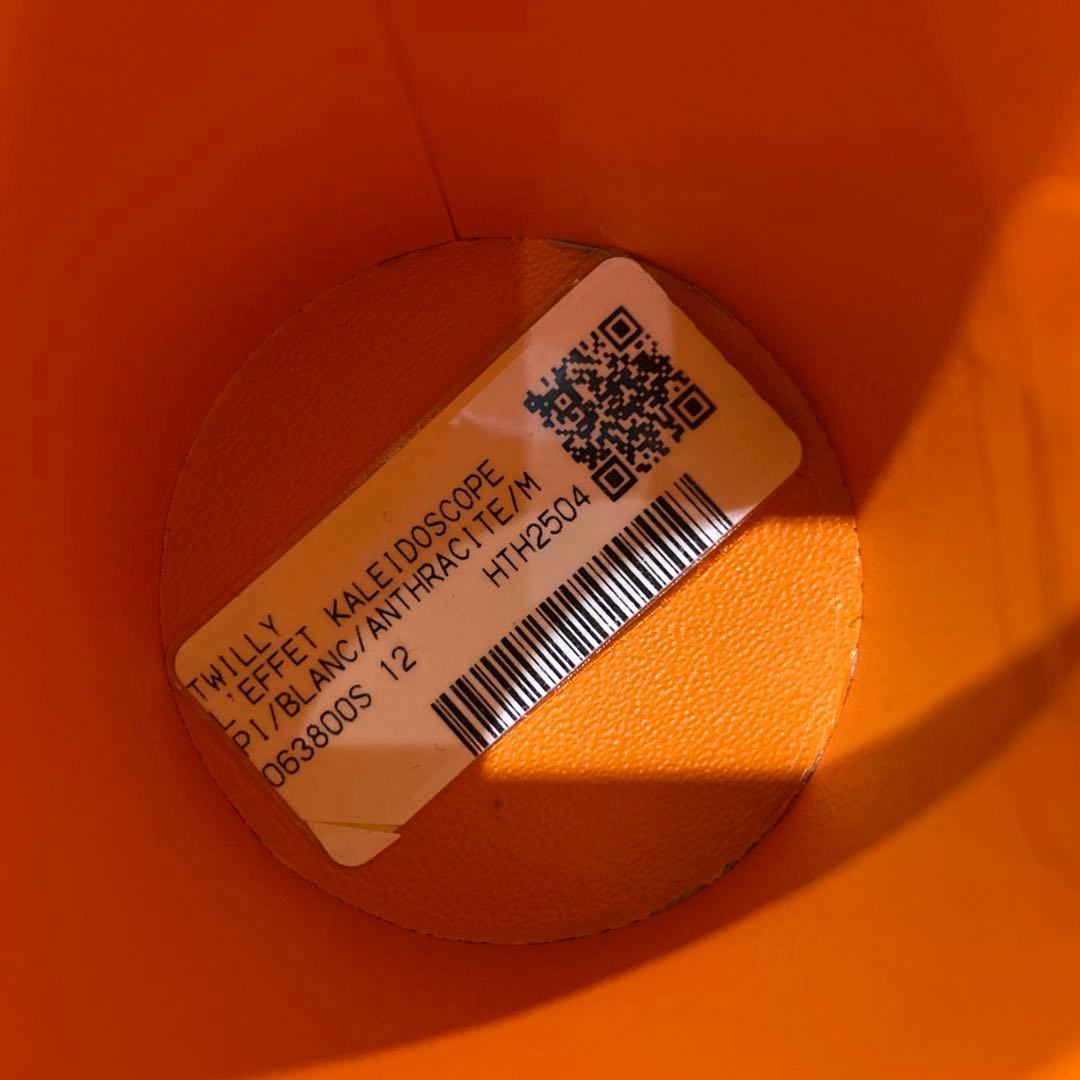 TWILLY
L'EFFET KALEIDOSCOPE
PI/BLANC/ANTHRACITE/M
063800S 12 HTH2504